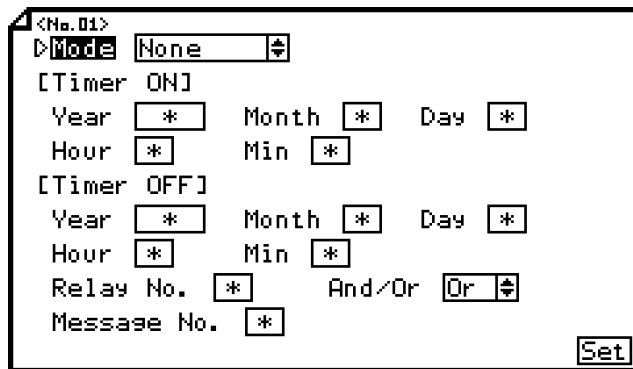 <No.01>
Mode None
[Timer ON]
Year * Month * Day *
Hour * Min *
[Timer OFF]
Year * Month * Day *
Hour * Min *
Relay No. * And/Or Or
Message No. *
Set